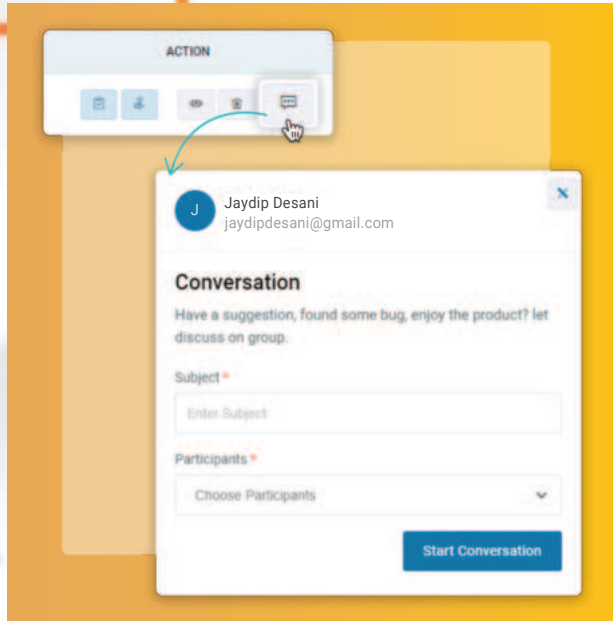 ACTION
J
Jaydip Desani
jaydipdesani@gmail.com
Conversation
Have a suggestion, found some bug, enjoy the product? let
discuss on group.
Subject *
Enter Subject
Participants *
Choose Participants
Start Conversation